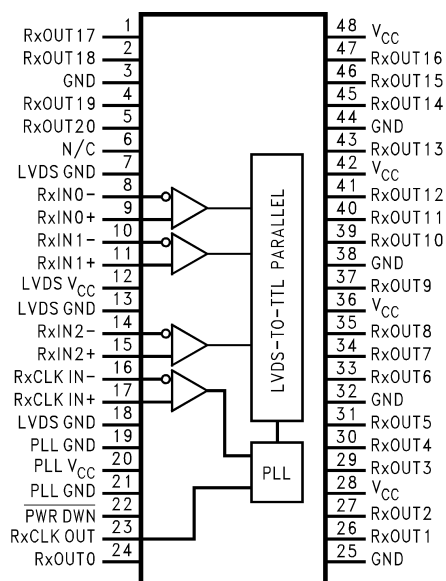 RxOUT17 1
RxOUT18 2
GND 3
RxOUT19 4
RxOUT20 5
N/C 6
LVDS GND 7
RxIN0- 8
RxIN0+ 9
RxIN1- 10
RxIN1+ 11
LVDS VCC 12
LVDS GND 13
RxIN2- 14
RxIN2+ 15
RxCLK IN- 16
RxCLK IN+ 17
LVDS GND 18
PLL GND 19
PLL VCC 20
PLL GND 21
PWR DWN 22
RxCLK OUT 23
RxOUT0 24
LVDS-TO-TTL PARALLEL
PLL
48 VCC
47 RxOUT16
46 RxOUT15
45 RxOUT14
44 GND
43 RxOUT13
42 VCC
41 RxOUT12
40 RxOUT11
39 RxOUT10
38 GND
37 RxOUT9
36 VCC
35 RxOUT8
34 RxOUT7
33 RxOUT6
32 GND
31 RxOUT5
30 RxOUT4
29 RxOUT3
28 VCC
27 RxOUT2
26 RxOUT1
25 GND